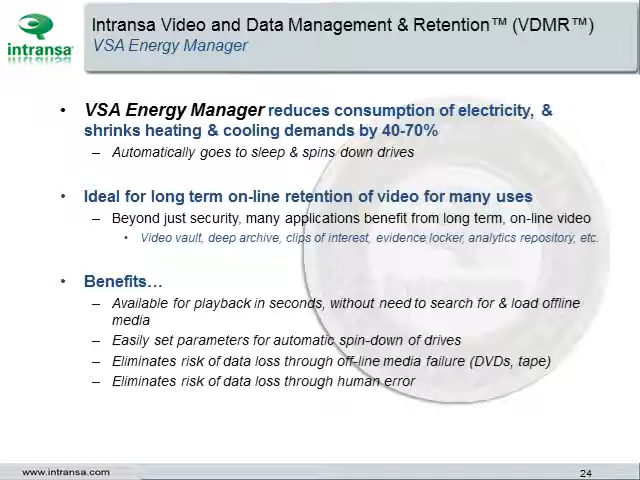 intransa®
Intransa Video and Data Management & Retention™ (VDMR™)
VSA Energy Manager
• VSA Energy Manager reduces consumption of electricity, &
shrinks heating & cooling demands by 40-70%
– Automatically goes to sleep & spins down drives
• Ideal for long term on-line retention of video for many uses
– Beyond just security, many applications benefit from long term, on-line video
• Video vault, deep archive, clips of interest, evidence locker, analytics repository, etc.
• Benefits…
– Available for playback in seconds, without need to search for & load offline
media
– Easily set parameters for automatic spin-down of drives
– Eliminates risk of data loss through off-line media failure (DVDs, tape)
– Eliminates risk of data loss through human error
www.intransa.com
24